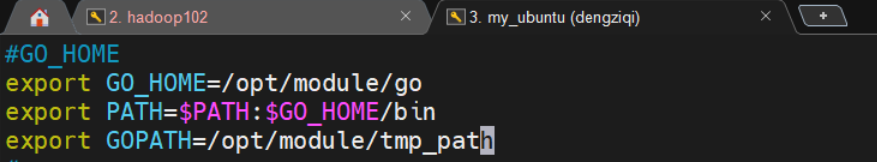 2. hadoop102
3. my_ubuntu (dengziqi)
#GO_HOME
export GO_HOME=/opt/module/go
export PATH=$PATH:$GO_HOME/bin
export GOPATH=/opt/module/tmp_path